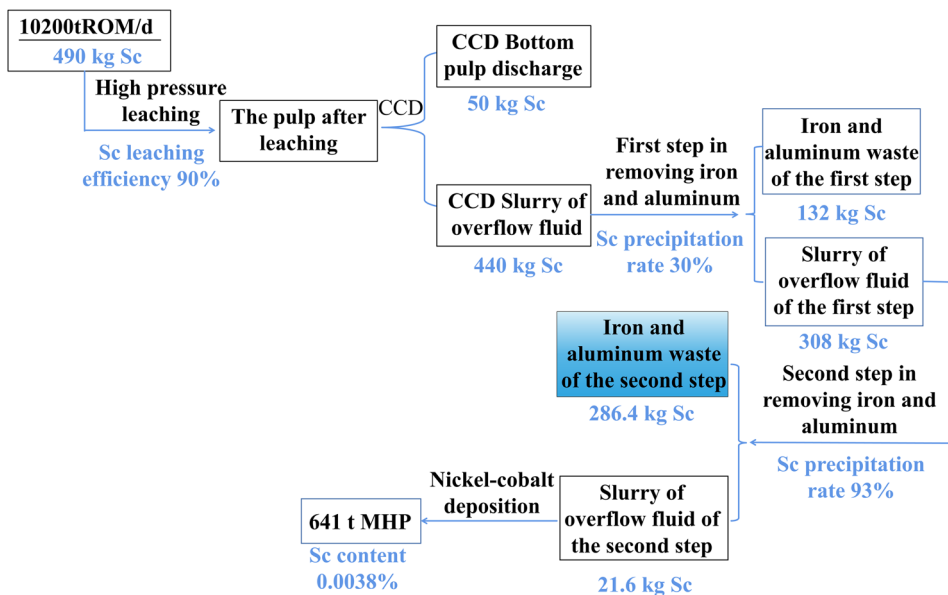 10200tROM/d
490 kg Sc
High pressure
leaching
Sc leaching
efficiency 90%
The pulp after
leaching
CCD
CCD Bottom
pulp discharge
50 kg Sc
CCD Slurry of
overflow fluid
440 kg Sc
First step in
removing iron
and aluminum
Sc precipitation
rate 30%
Iron and
aluminum waste
of the first step
132 kg Sc
Slurry of
overflow fluid
of the first step
308 kg Sc
Second step in
removing iron and
aluminum
Sc precipitation
rate 93%
Iron and
aluminum waste
of the second step
286.4 kg Sc
Slurry of
overflow fluid of
the second step
21.6 kg Sc
Nickel-cobalt
deposition
641 t MHP
Sc content
0.0038%